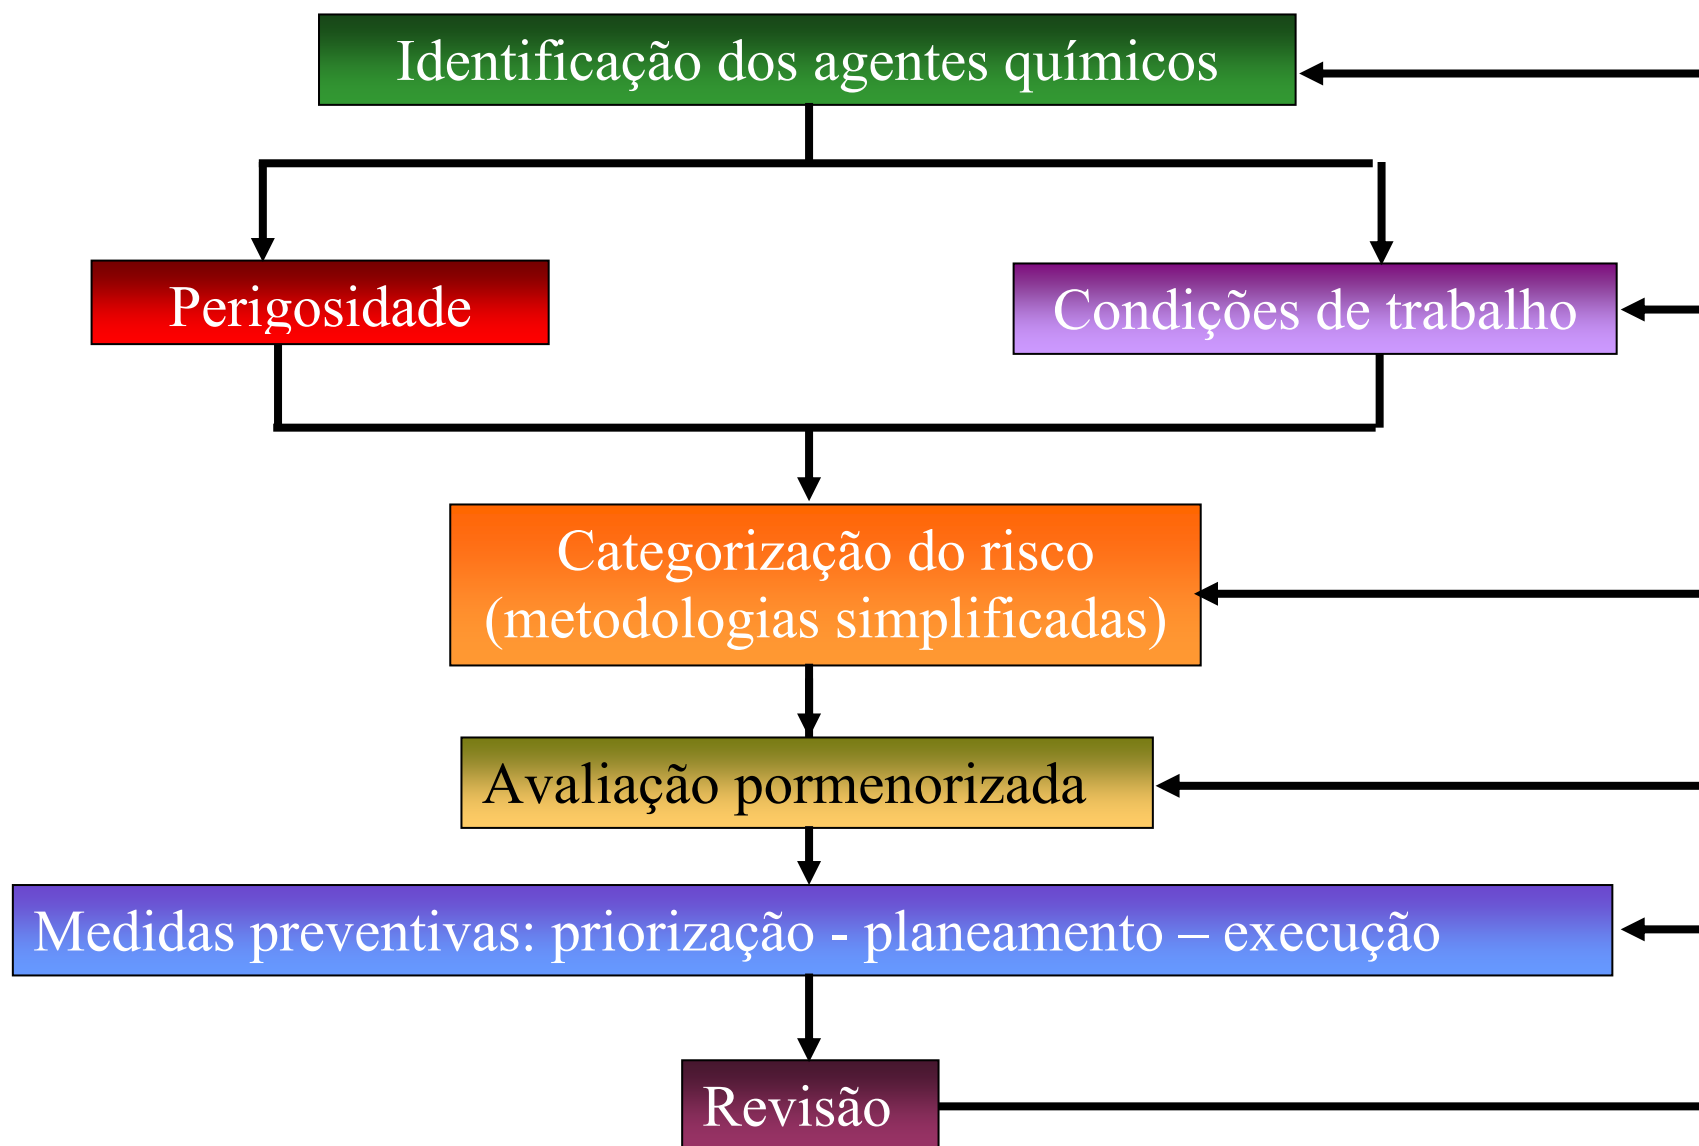 Identificação dos agentes químicos
Perigosidade
Condições de trabalho
Categorização do risco
(metodologias simplificadas)
Avaliação pormenorizada
Medidas preventivas: priorização - planeamento – execução
Revisão